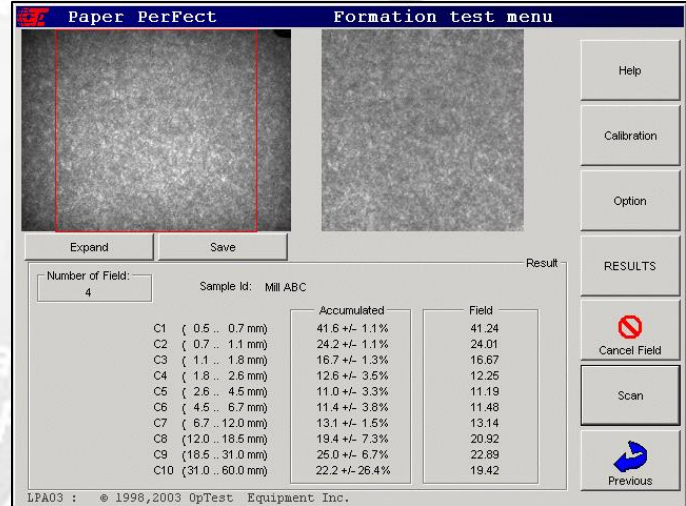 Paper PerFect Formation test menu
Help
Calibration
Option
RESULTS
Cancel Field
Scan
Previous
Expand Save
Result
Number of Field:
4
Sample Id: Mill ABC
Accumulated Field
C1 ( 0.5 .. 0.7 mm) 41.6 +/- 1.1% 41.24
C2 ( 0.7 .. 1.1 mm) 24.2 +/- 1.1% 24.01
C3 ( 1.1 .. 1.8 mm) 16.7 +/- 1.3% 16.67
C4 ( 1.8 .. 2.6 mm) 12.6 +/- 3.5% 12.25
C5 ( 2.6 .. 4.5 mm) 11.0 +/- 3.3% 11.19
C6 ( 4.5 .. 6.7 mm) 11.4 +/- 3.8% 11.48
C7 ( 6.7 .. 12.0 mm) 13.1 +/- 1.5% 13.14
C8 (12.0 .. 18.5 mm) 19.4 +/- 7.3% 20.92
C9 (18.5 .. 31.0 mm) 25.0 +/- 6.7% 22.89
C10 (31.0 .. 60.0 mm) 22.2 +/- 26.4% 19.42
LPA03 : © 1998,2003 OpTest Equipment Inc.